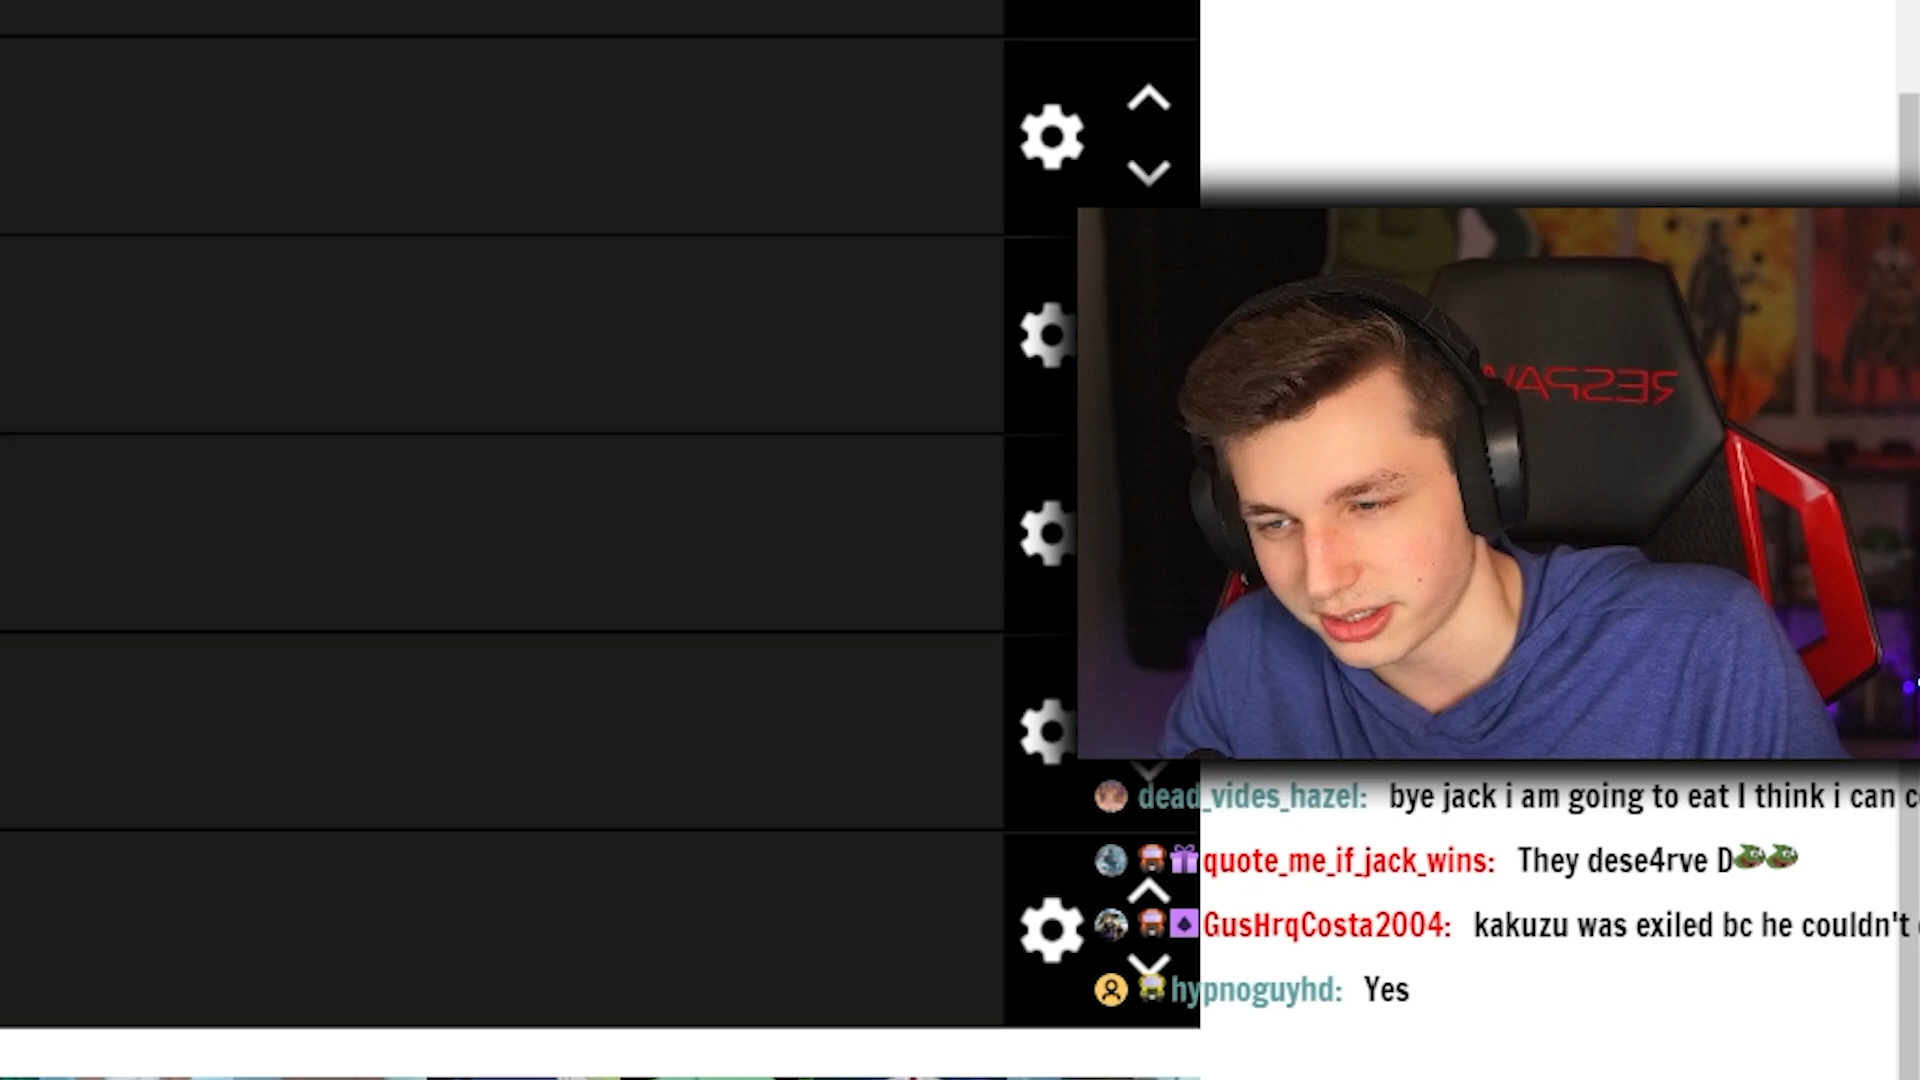 RESPAW
dead_vides_hazel: bye jack i am going to eat I think i can c
quote_me_if_jack_wins: They dese4rve D
GusHrqCosta2004: kakuzu was exiled bc he couldn't
hypnoguyhd: Yes